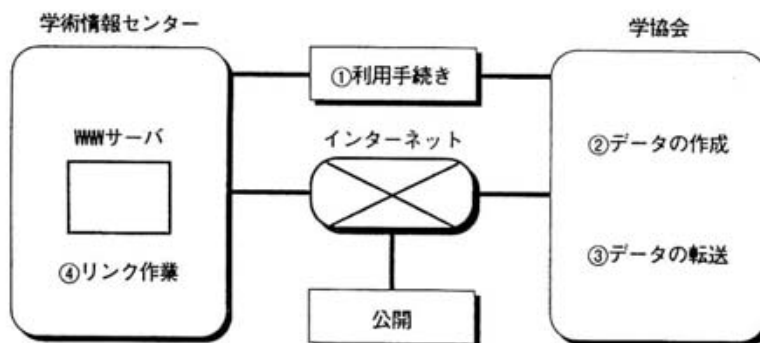 学術情報センター
学協会
①利用手続き
WWWサーバ
インターネット
②データの作成
④リンク作業
③データの転送
公開